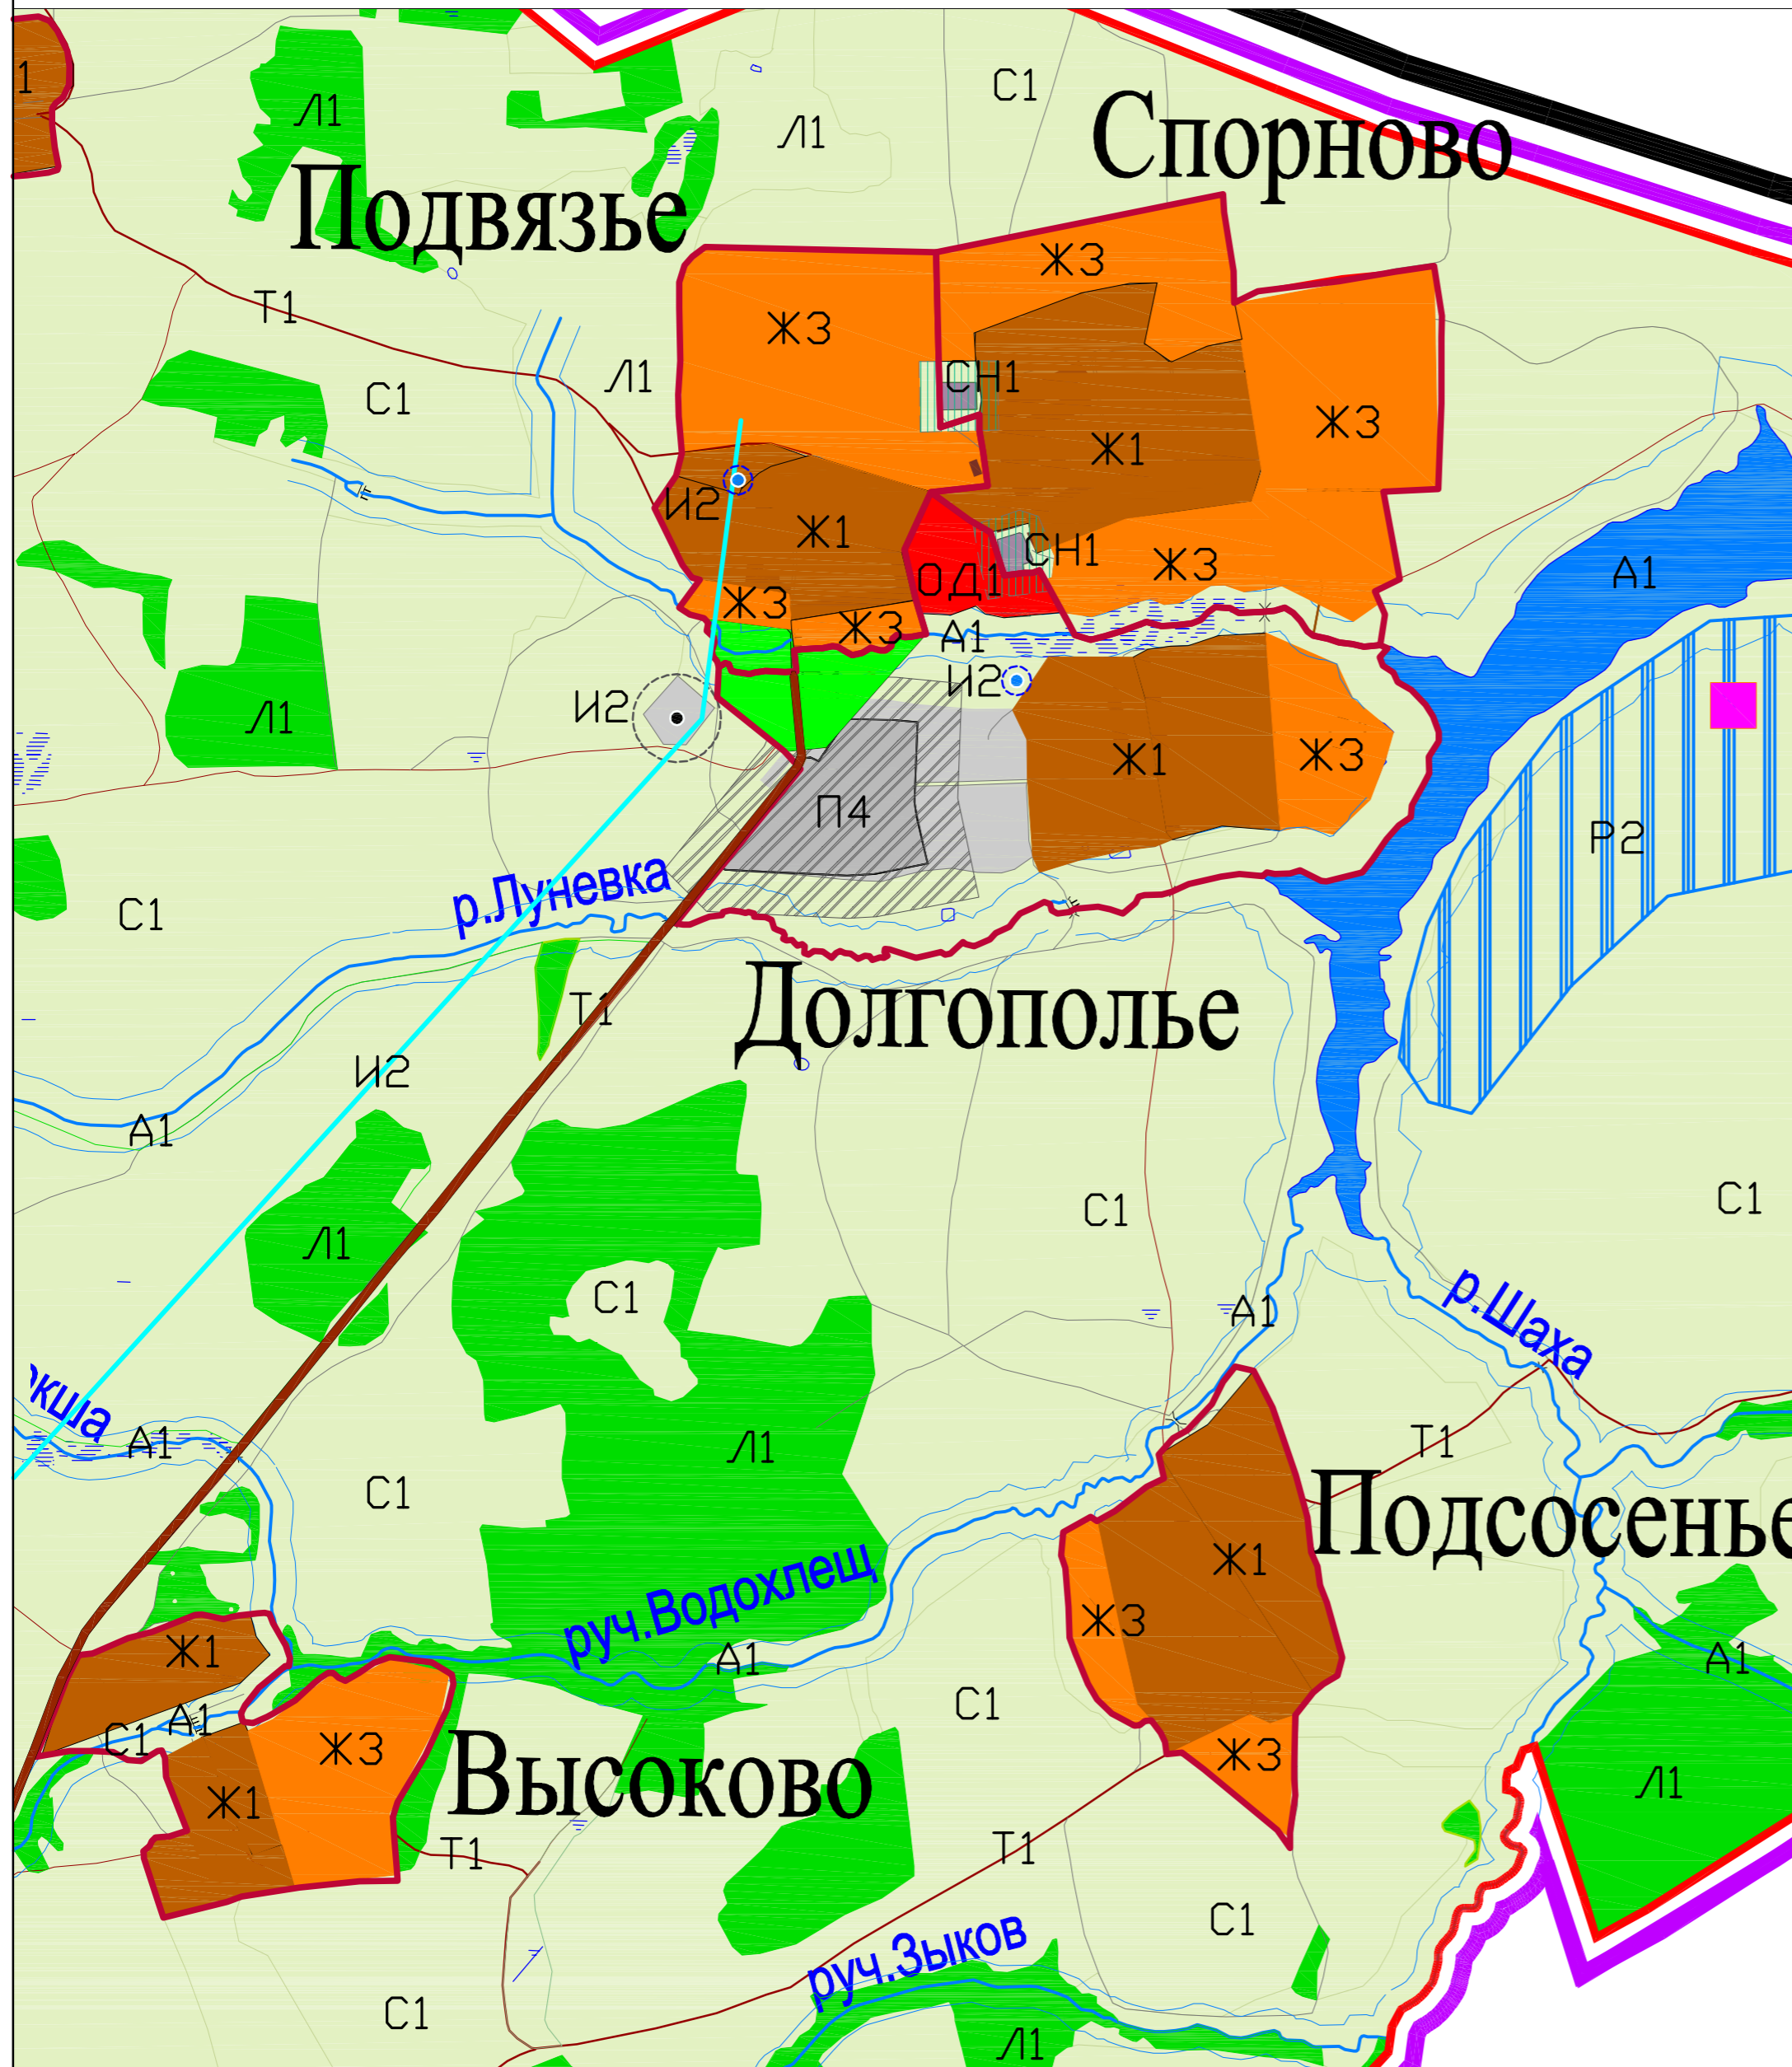 1
Л1
Л1
С1
Спорново
Подвязье
Т1
Ж3
Ж3
Л1
С1
СН1
Ж3
Ж1
И2
Ж1
СН1
Ж3
ОД1
А1
Ж3
Ж3
А1
И2
И2
Л1
Ж1
Ж3
П4
Р2
р.Луневка
С1
Т1
Долгополье
И2
А1
С1
С1
Л1
С1
А1
р.Шаха
кша
А1
Л1
Т1
С1
Подсосенье
Ж1
руч.Водохлещ
Ж3
Ж1
А1
А1
С1
А1
С1
Ж3
Ж3
Высоково
Л1
Ж1
Т1
Т1
С1
руч.Зыков
С1
Л1